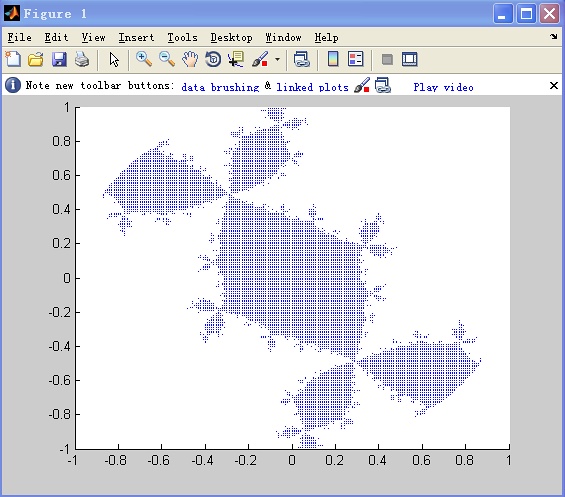 Figure 1
File Edit View Insert Tools Desktop Window Help
Note new toolbar buttons: data brushing & linked plots Play video
1
0.8
0.6
0.4
0.2
0
-0.2
-0.4
-0.6
-0.8
-1
-1 -0.8 -0.6 -0.4 -0.2 0 0.2 0.4 0.6 0.8 1